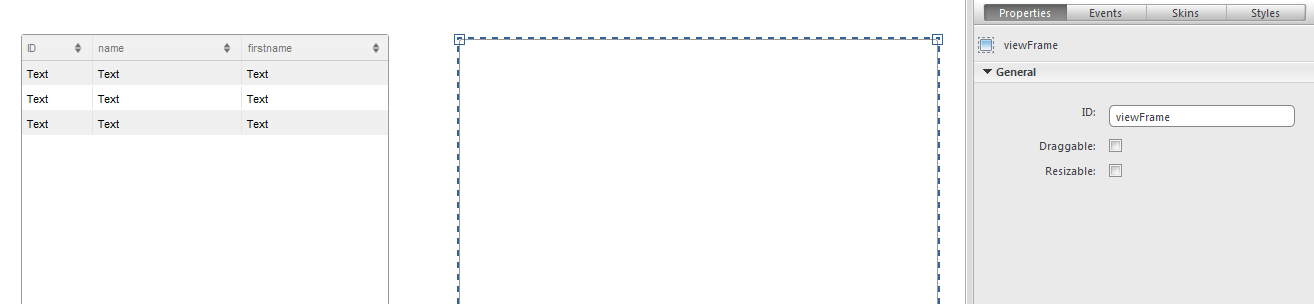 Properties Events Skins Styles
ID name firstname
viewFrame
Text Text Text
General
Text Text Text
ID: viewFrame
Text Text Text
Draggable:
Resizable: